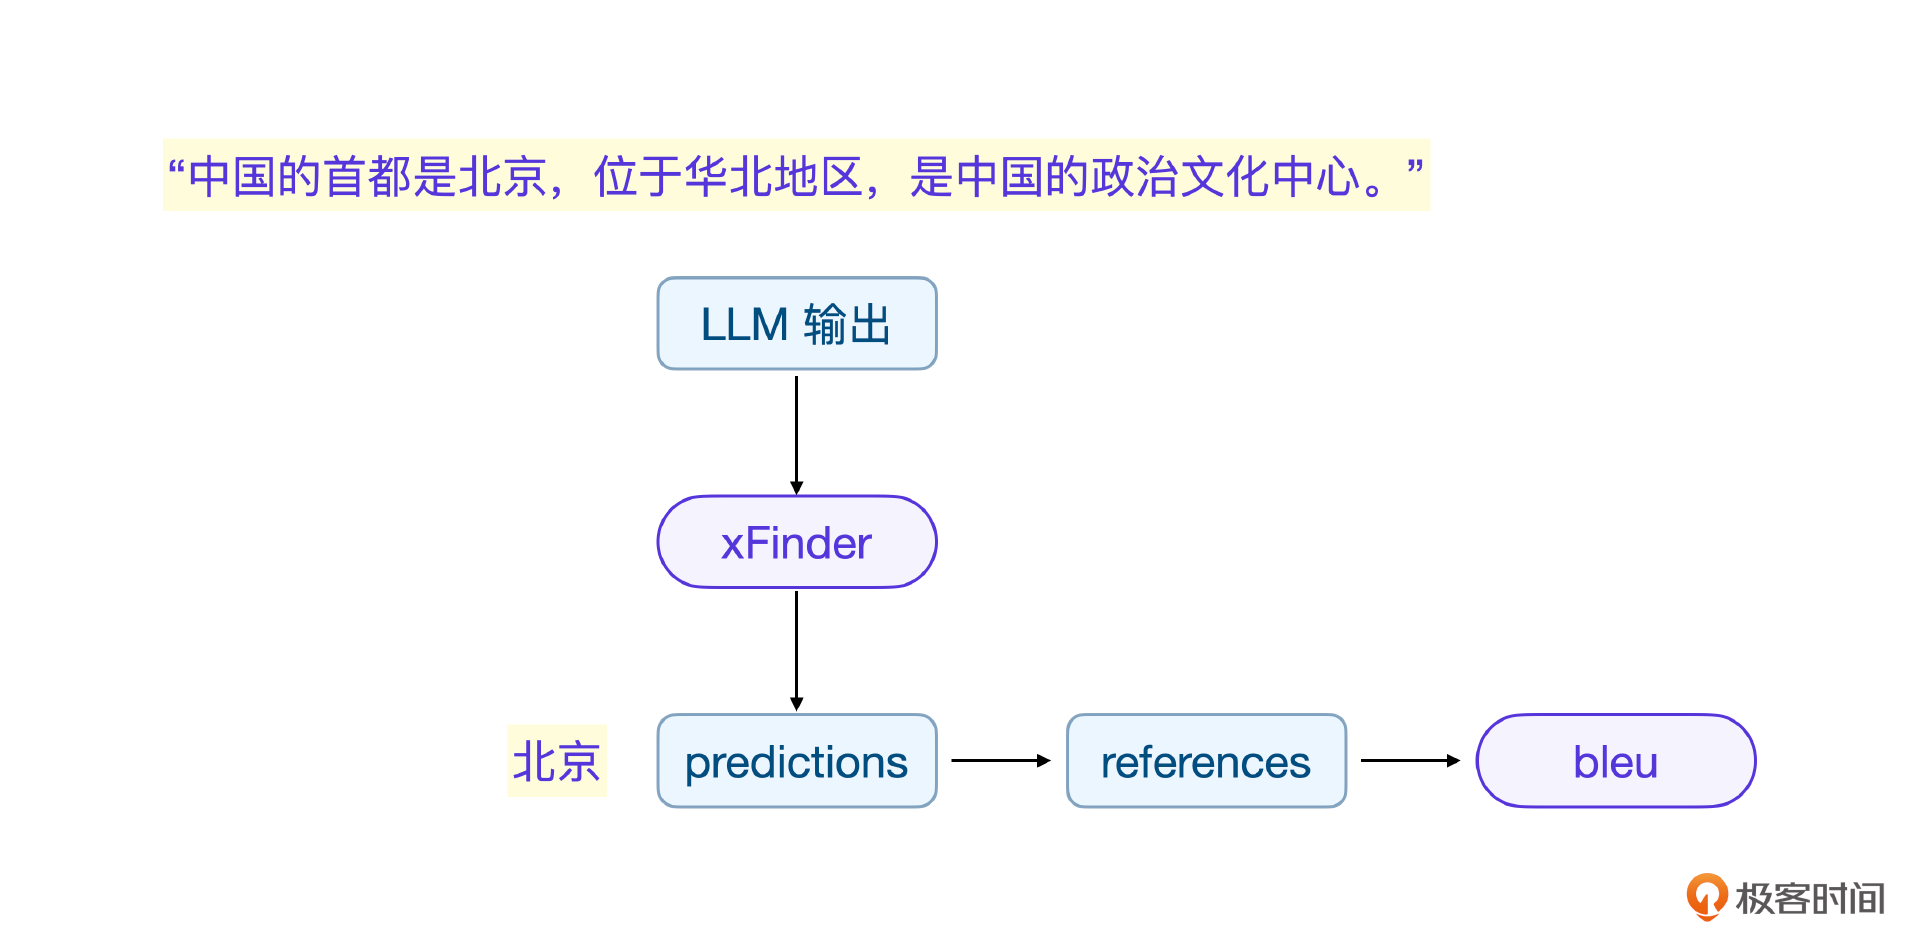 “中国的首都是北京，位于华北地区，是中国的政治文化中心。”
LLM 输出
xFinder
北京
predictions
references
bleu
极客时间